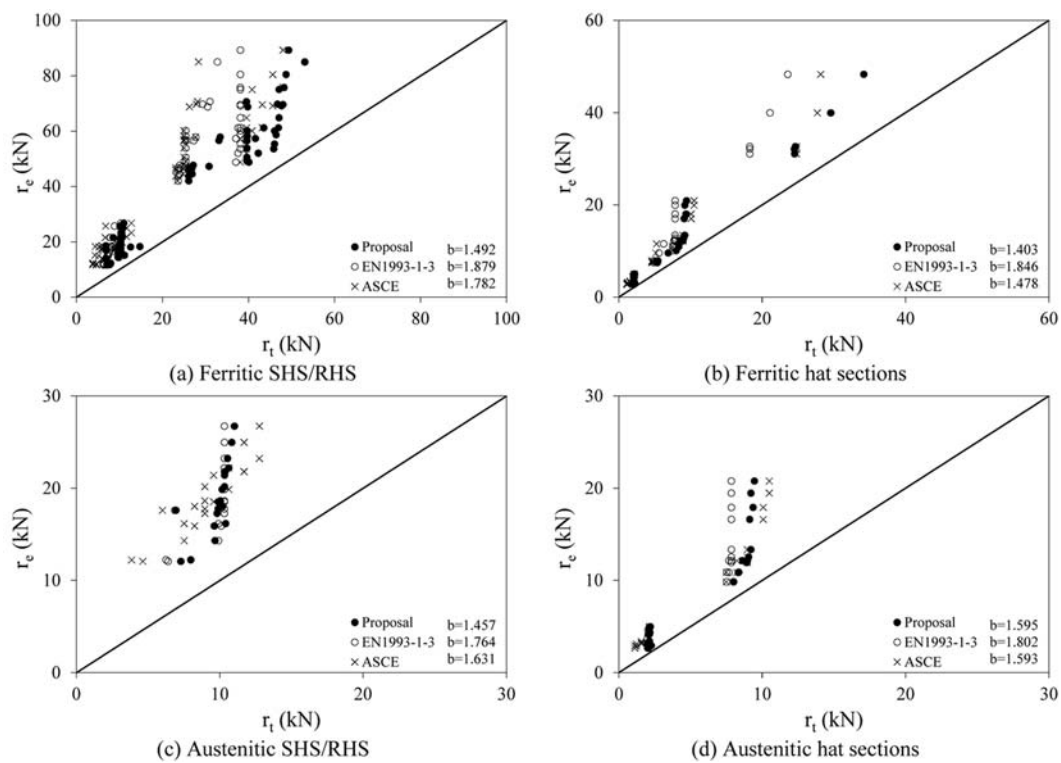 100
80
60
40
20
0
r_e (kN)
0 20 40 60 80 100
r_t (kN)
Proposal b=1.492
EN1993-1-3 b=1.879
ASCE b=1.782
(a) Ferritic SHS/RHS
60
40
20
0
r_e (kN)
0 20 40 60
r_t (kN)
Proposal b=1.403
EN1993-1-3 b=1.846
ASCE b=1.478
(b) Ferritic hat sections
30
20
10
0
r_e (kN)
0 10 20 30
r_t (kN)
Proposal b=1.457
EN1993-1-3 b=1.764
ASCE b=1.631
(c) Austenitic SHS/RHS
30
20
10
0
r_e (kN)
0 10 20 30
r_t (kN)
Proposal b=1.595
EN1993-1-3 b=1.802
ASCE b=1.593
(d) Austenitic hat sections